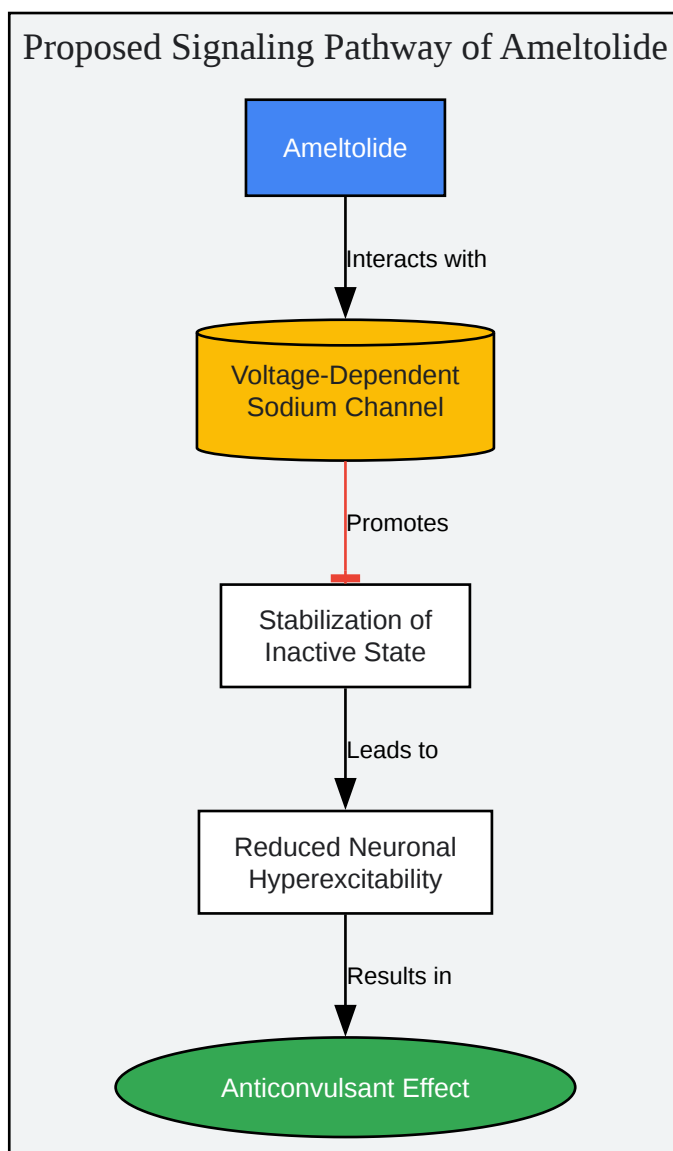 Proposed Signaling Pathway of Ameltolide
Ameltolide
Interacts with
Voltage-Dependent
Sodium Channel
Promotes
Stabilization of
Inactive State
Leads to
Reduced Neuronal
Hyperexcitability
Results in
Anticonvulsant Effect